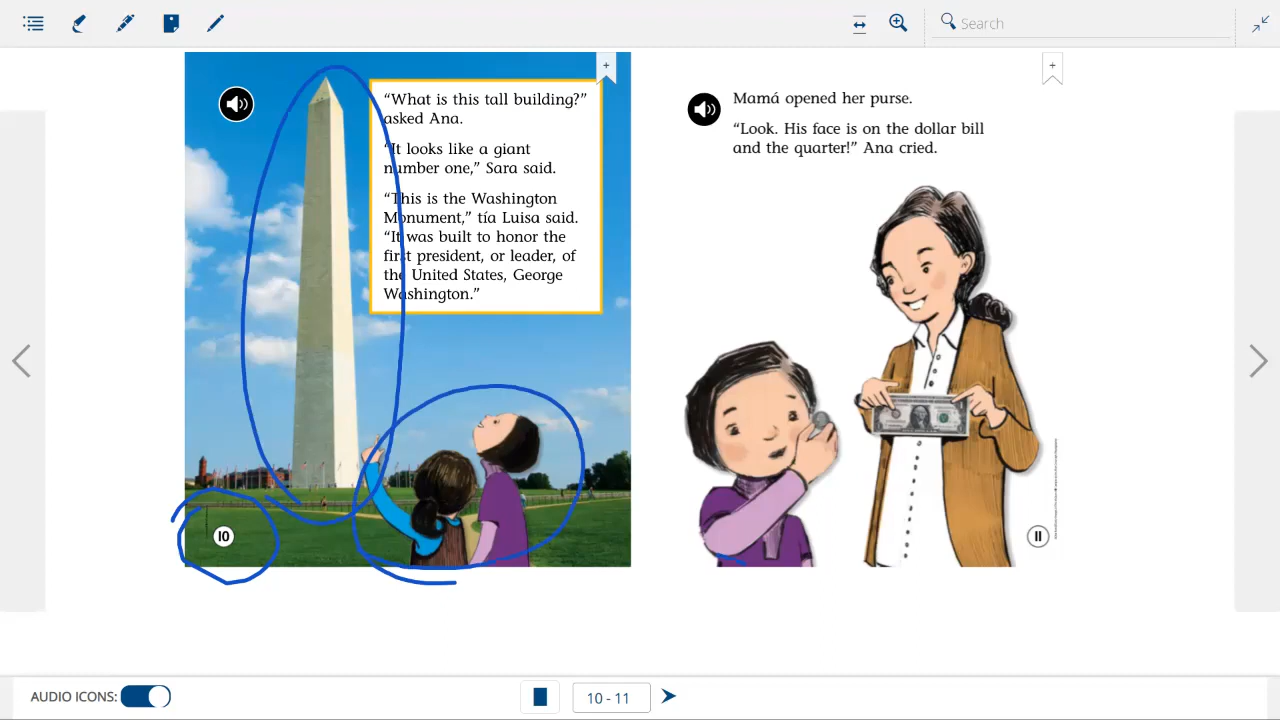 Search
“What is this tall building?”
asked Ana.
“It looks like a giant
number one,” Sara said.
“This is the Washington
Monument,” tía Luisa said.
“It was built to honor the
first president, or leader, of
the United States, George
Washington.”
10
Mamá opened her purse.
“Look. His face is on the dollar bill
and the quarter!” Ana cried.
11
AUDIO ICONS:
10 - 11